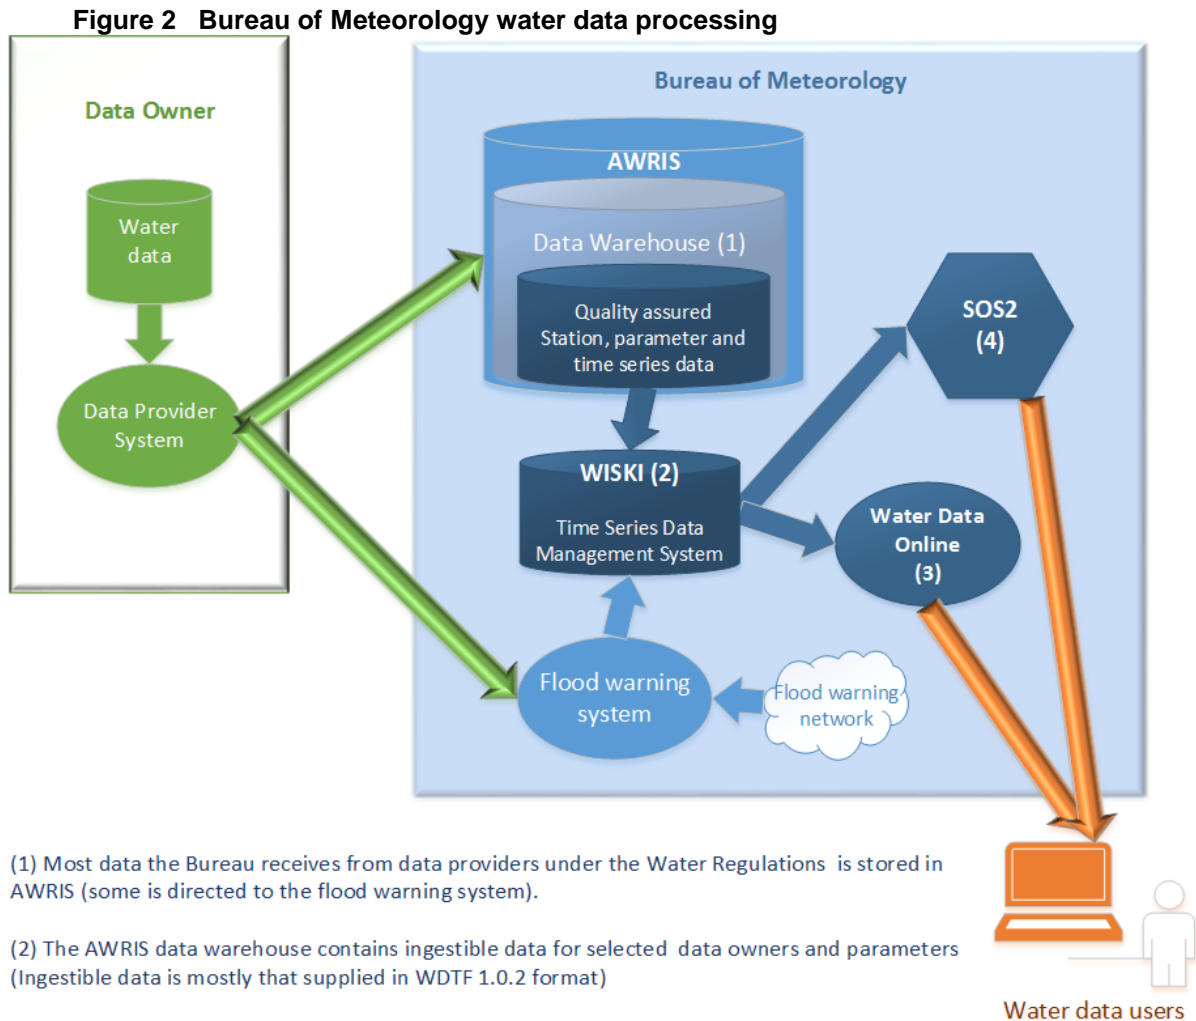 Figure 2   Bureau of Meteorology water data processing
Data Owner
Water
data
Data Provider
System
Bureau of Meteorology
AWRIS
Data Warehouse (1)
Quality assured
Station, parameter and
time series data
WISKI (2)
Time Series Data
Management System
SOS2
(4)
Water Data
Online
(3)
Flood warning
system
Flood warning
network
(1) Most data the Bureau receives from data providers under the Water Regulations  is stored in
AWRIS (some is directed to the flood warning system).
(2) The AWRIS data warehouse contains ingestible data for selected  data owners and parameters
(Ingestible data is mostly that supplied in WDTF 1.0.2 format)
Water data users